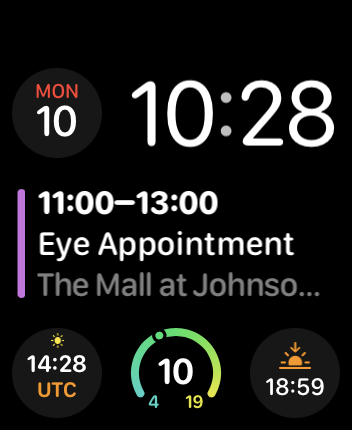 MON
10
10:28
11:00–13:00
Eye Appointment
The Mall at Johnso...
14:28
UTC
10
4 19
18:59